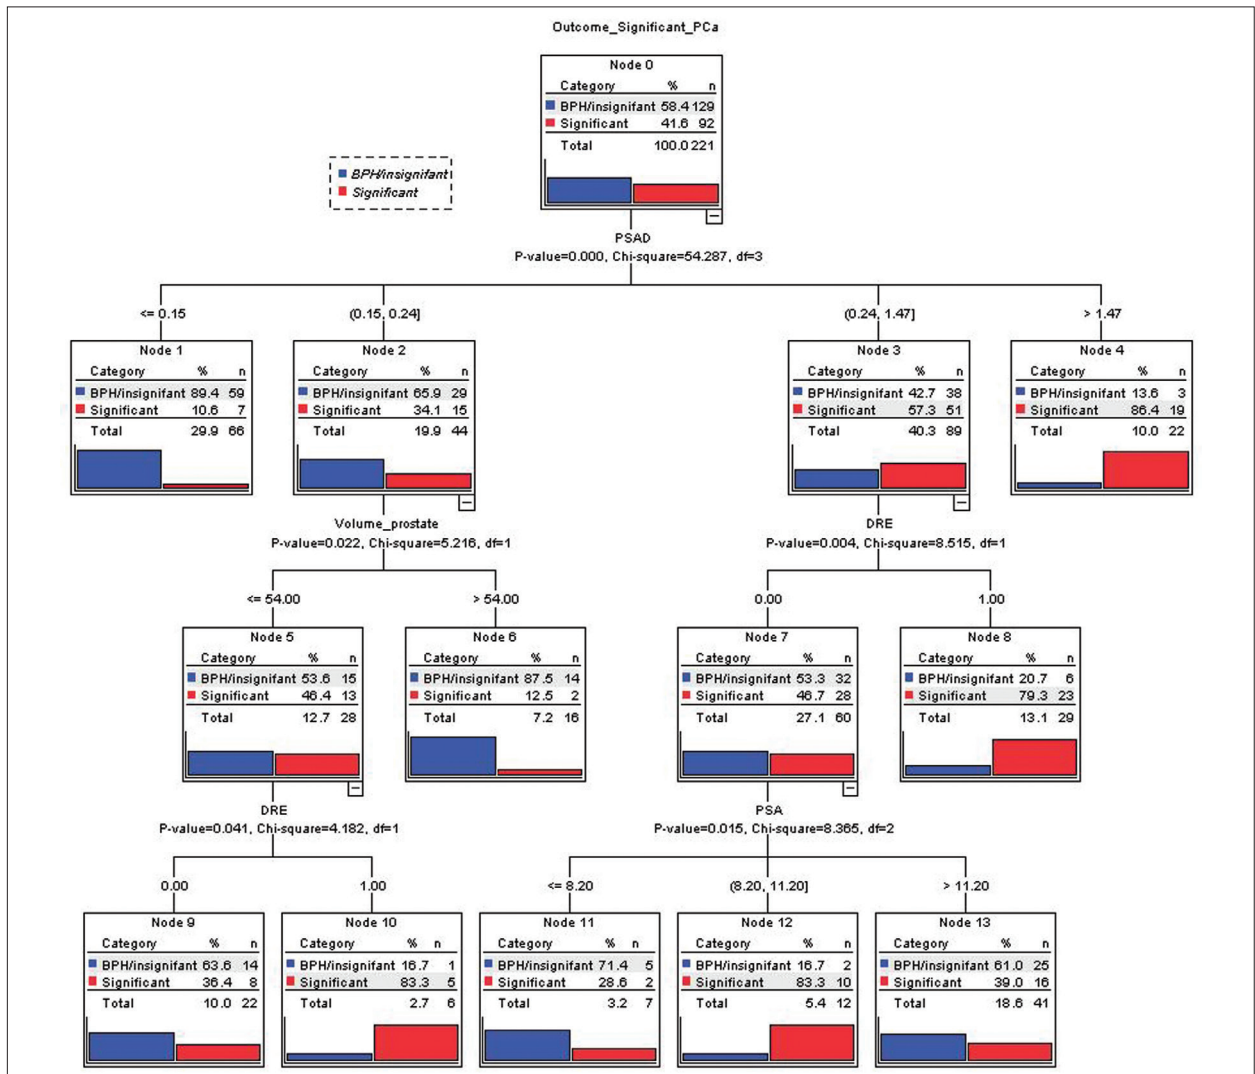 Outcome_Significant_PCa
Node 0
Category % n
BPH/insignifant 58.4 129
Significant 41.6 92
Total 100.0 221
BPH/insignifant
Significant
PSAD
P-value=0.000, Chi-square=54.287, df=3
<= 0.15
(0.15, 0.24]
(0.24, 1.47]
> 1.47
Node 1
Category % n
BPH/insignifant 89.4 59
Significant 10.6 7
Total 29.9 66
Node 2
Category % n
BPH/insignifant 65.9 29
Significant 34.1 15
Total 19.9 44
Node 3
Category % n
BPH/insignifant 42.7 38
Significant 57.3 51
Total 40.3 89
Node 4
Category % n
BPH/insignifant 13.6 3
Significant 86.4 19
Total 10.0 22
Volume_prostate
P-value=0.022, Chi-square=5.216, df=1
DRE
P-value=0.004, Chi-square=8.515, df=1
<= 54.00
> 54.00
0.00
1.00
Node 5
Category % n
BPH/insignifant 53.6 15
Significant 46.4 13
Total 12.7 28
Node 6
Category % n
BPH/insignifant 87.5 14
Significant 12.5 2
Total 7.2 16
Node 7
Category % n
BPH/insignifant 53.3 32
Significant 46.7 28
Total 27.1 60
Node 8
Category % n
BPH/insignifant 20.7 6
Significant 79.3 23
Total 13.1 29
DRE
P-value=0.041, Chi-square=4.182, df=1
PSA
P-value=0.015, Chi-square=8.365, df=2
0.00
1.00
<= 8.20
(8.20, 11.20]
> 11.20
Node 9
Category % n
BPH/insignifant 63.6 14
Significant 36.4 8
Total 10.0 22
Node 10
Category % n
BPH/insignifant 16.7 1
Significant 83.3 5
Total 2.7 6
Node 11
Category % n
BPH/insignifant 71.4 5
Significant 28.6 2
Total 3.2 7
Node 12
Category % n
BPH/insignifant 16.7 2
Significant 83.3 10
Total 5.4 12
Node 13
Category % n
BPH/insignifant 61.0 25
Significant 39.0 16
Total 18.6 41